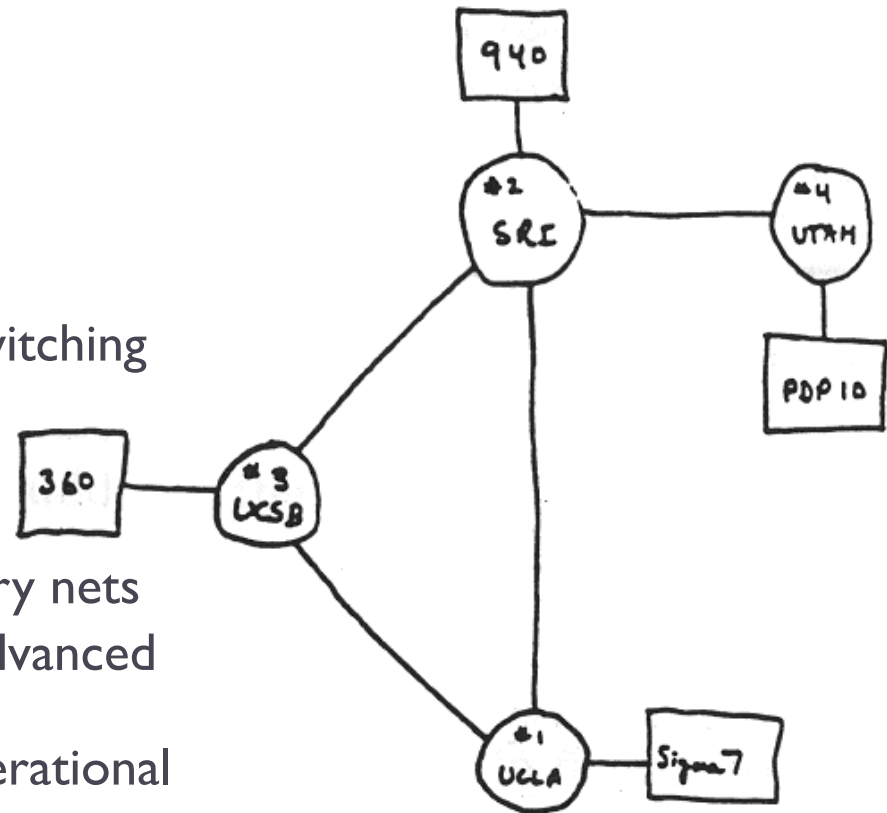 940
#2
SRI
#4
UTAH
vitching
PDP 10
360
#3
UCSB
ry nets
dvanced
#1
UCLA
Sigma 7
erational